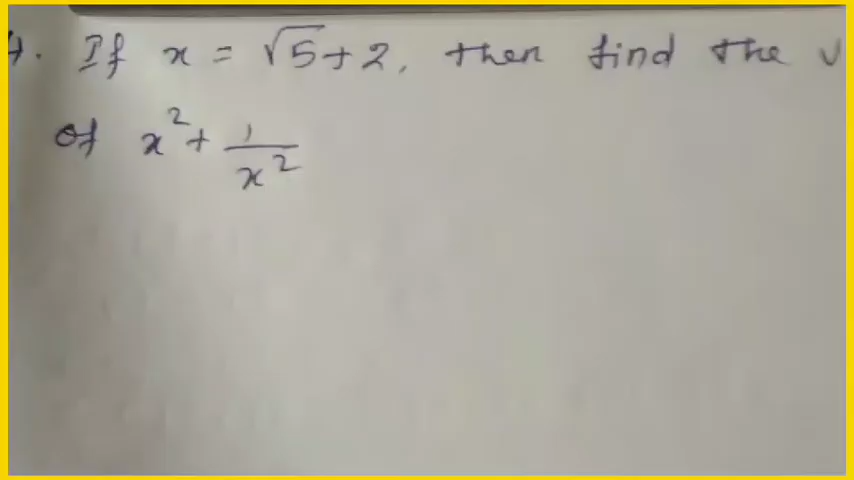 If x = √5+2, then find the
of x² + 1/x²